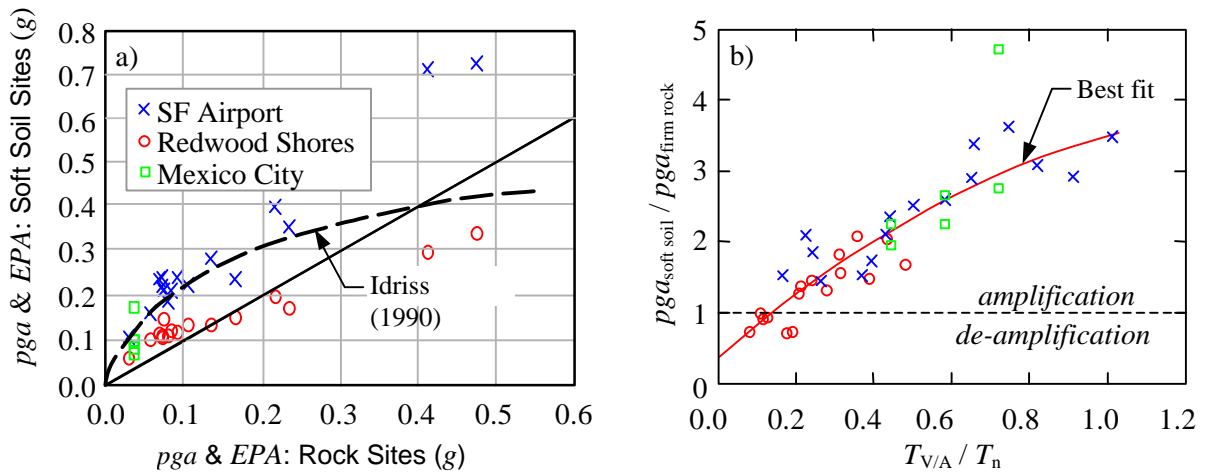 a)
pga & EPA: Soft Soil Sites (g)
0.8
0.7
0.6
0.5
0.4
0.3
0.2
0.1
0.0
SF Airport
Redwood Shores
Mexico City
Idriss
(1990)
0.0 0.1 0.2 0.3 0.4 0.5 0.6
pga & EPA: Rock Sites (g)
b)
pga soft soil / pga firm rock
5
4
3
2
1
0
Best fit
amplification
de-amplification
0.0 0.2 0.4 0.6 0.8 1.0 1.2
T V/A / T n